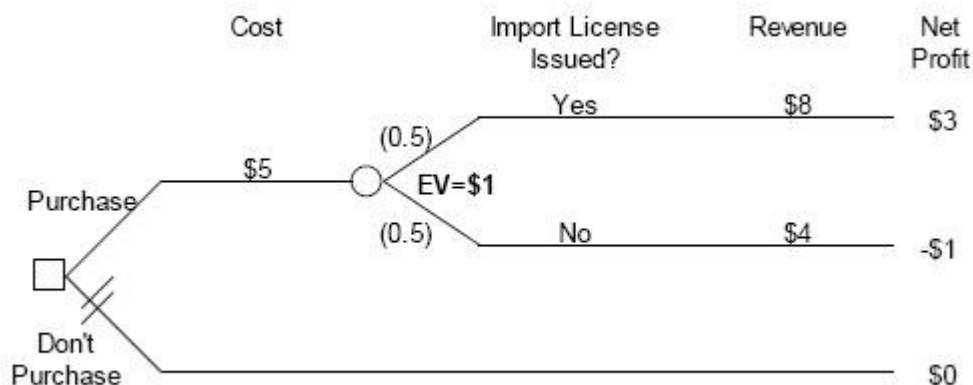 Cost
Import License
Issued?
Revenue
Net
Profit
Yes
$8
$3
(0.5)
$5
EV=$1
Purchase
(0.5)
No
$4
-$1
Don't
Purchase
$0